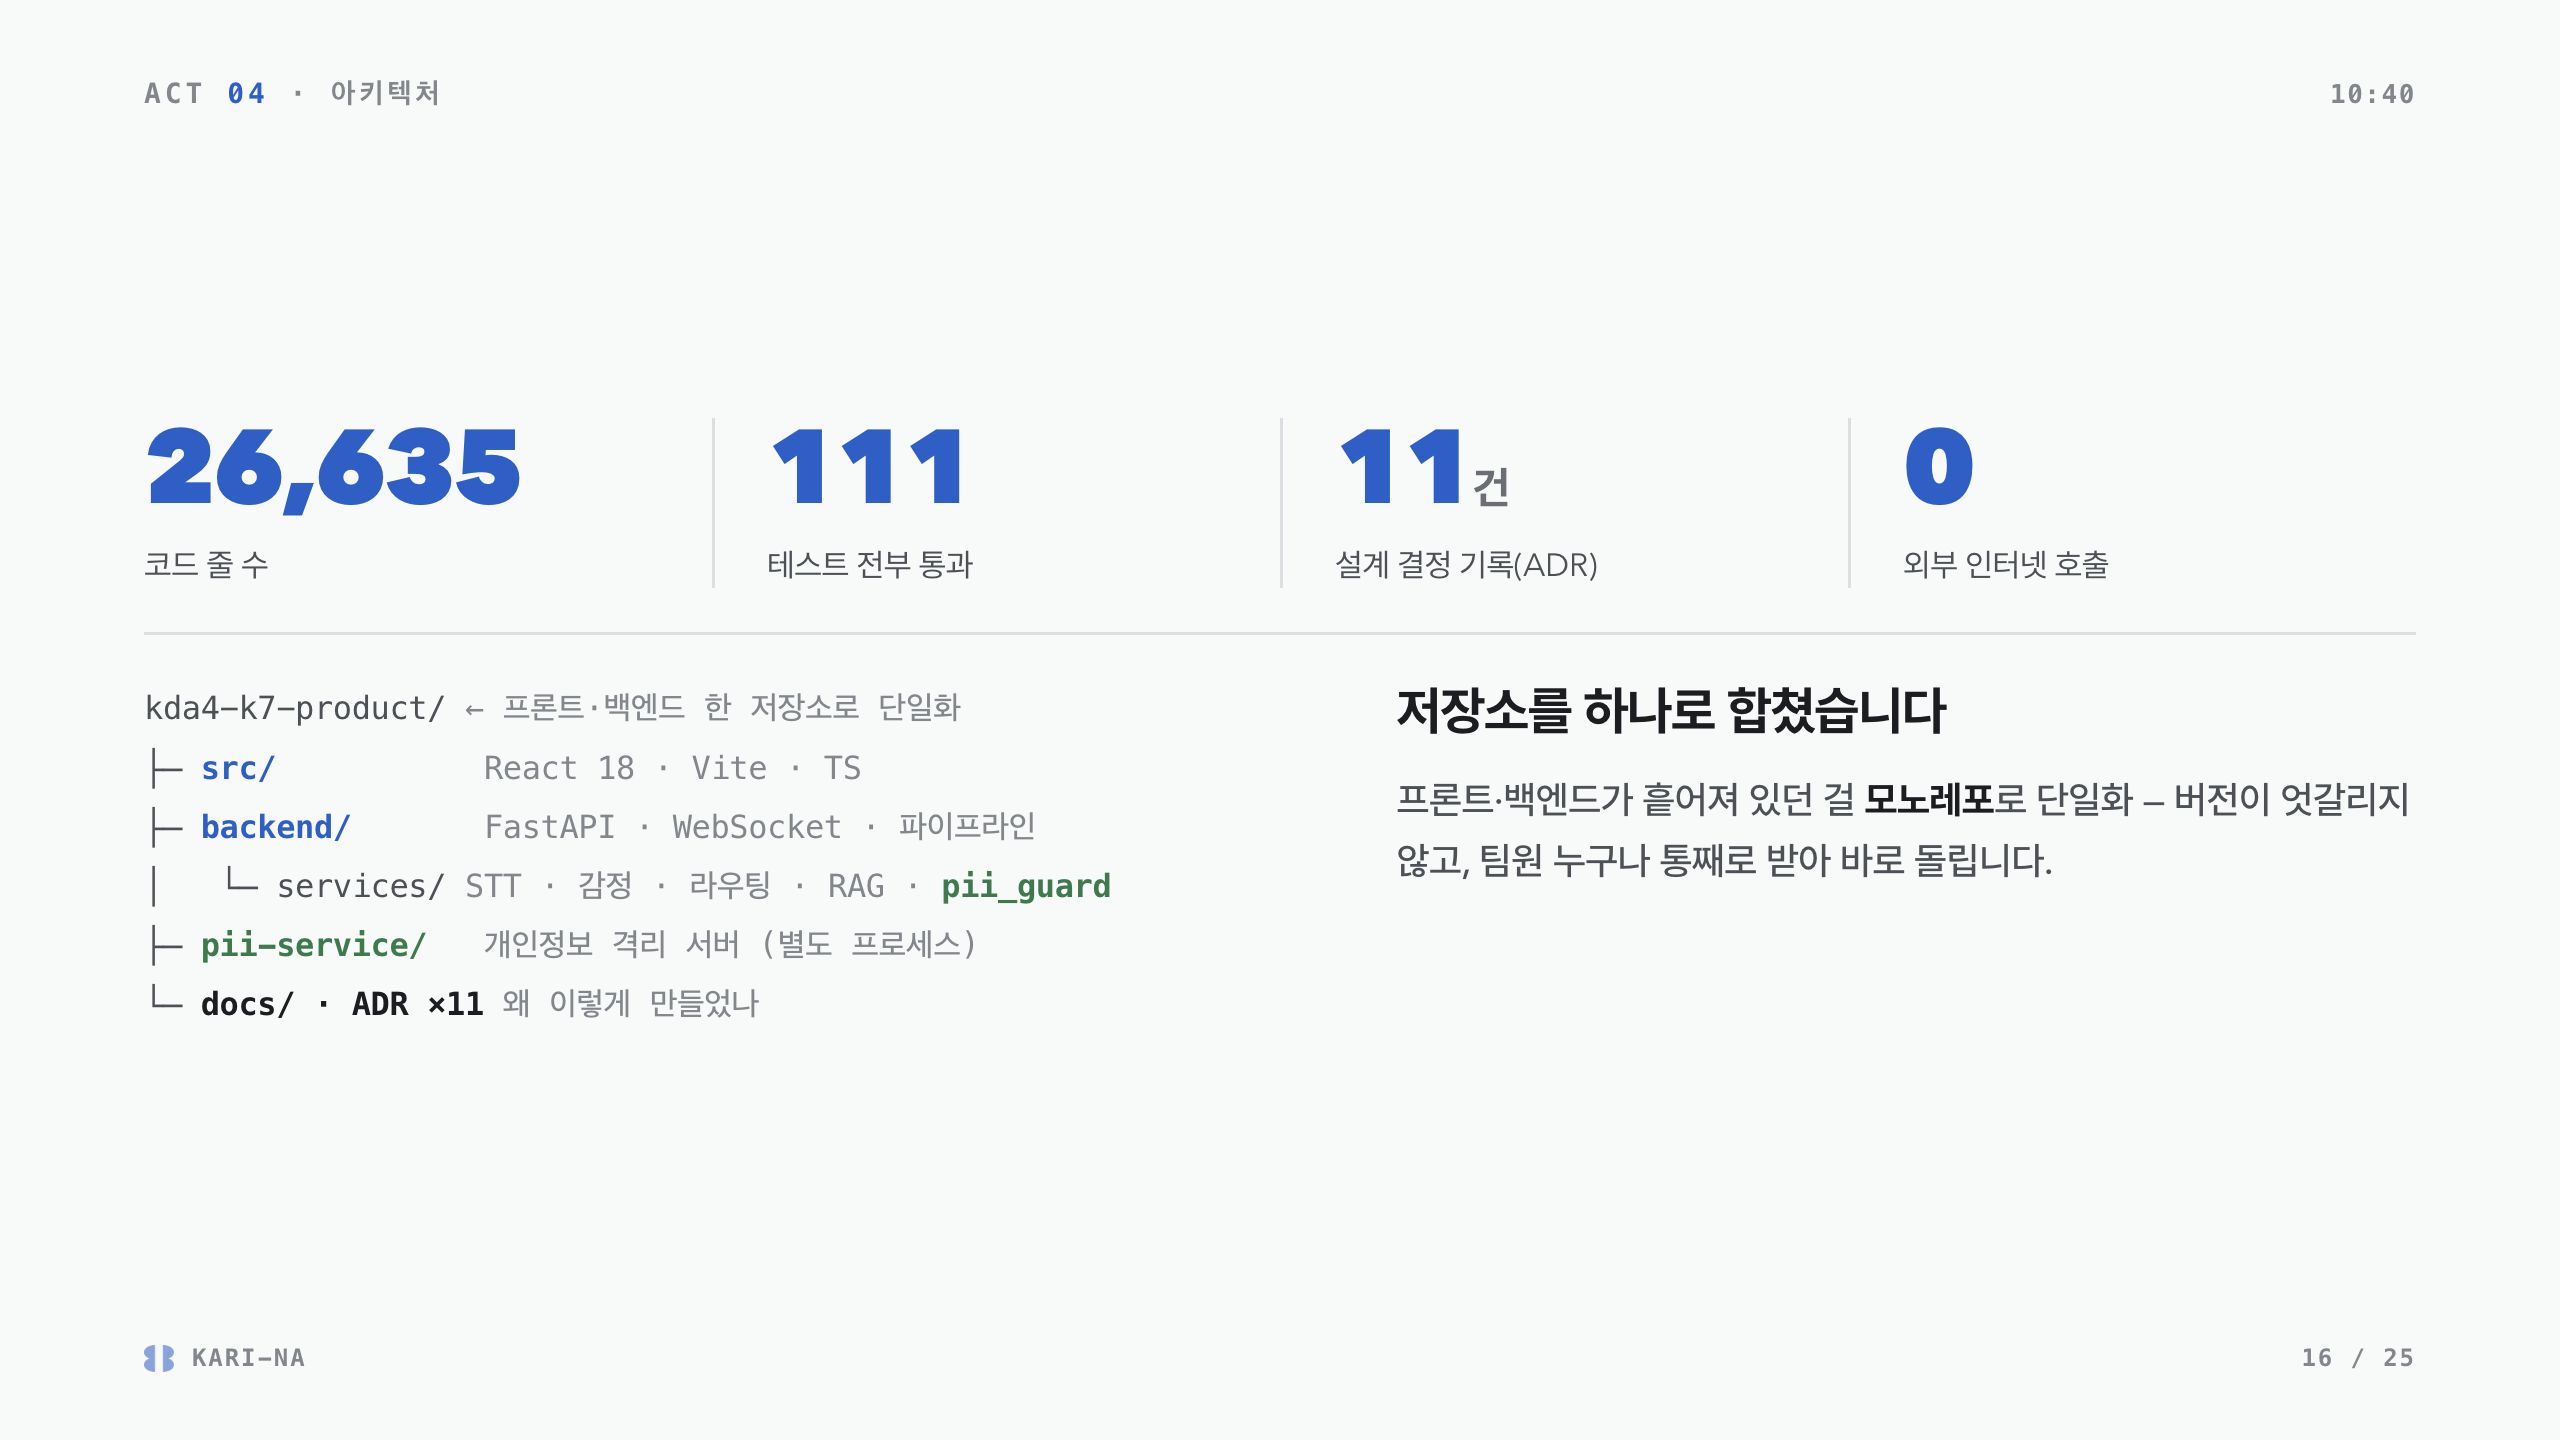 ACT 04 · 아키텍처
10:40
26,635
코드 줄 수
111
테스트 전부 통과
11건
설계 결정 기록(ADR)
0
외부 인터넷 호출
kda4-k7-product/ ← 프론트·백엔드 한 저장소로 단일화
├─ src/ React 18 · Vite · TS
├─ backend/ FastAPI · WebSocket · 파이프라인
│ └─ services/ STT · 감정 · 라우팅 · RAG · pii_guard
├─ pii-service/ 개인정보 격리 서버 (별도 프로세스)
└─ docs/ · ADR ×11 왜 이렇게 만들었나
저장소를 하나로 합쳤습니다
프론트·백엔드가 흩어져 있던 걸 모노레포로 단일화 — 버전이 엇갈리지
않고, 팀원 누구나 통째로 받아 바로 돌립니다.
KARI-NA
16 / 25